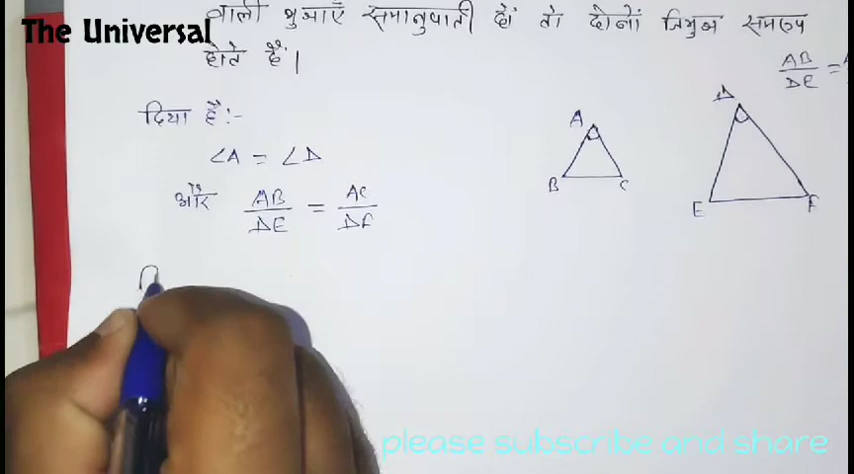 वाली भुजाएँ समानुपाती हों तो दोनों त्रिभुज समरूप
The Universal
होते हैं।
AB/DE =
दिया है:-
∠A = ∠D
और AB/DE = AC/DF
A
B C
D
E F
please subscribe and share